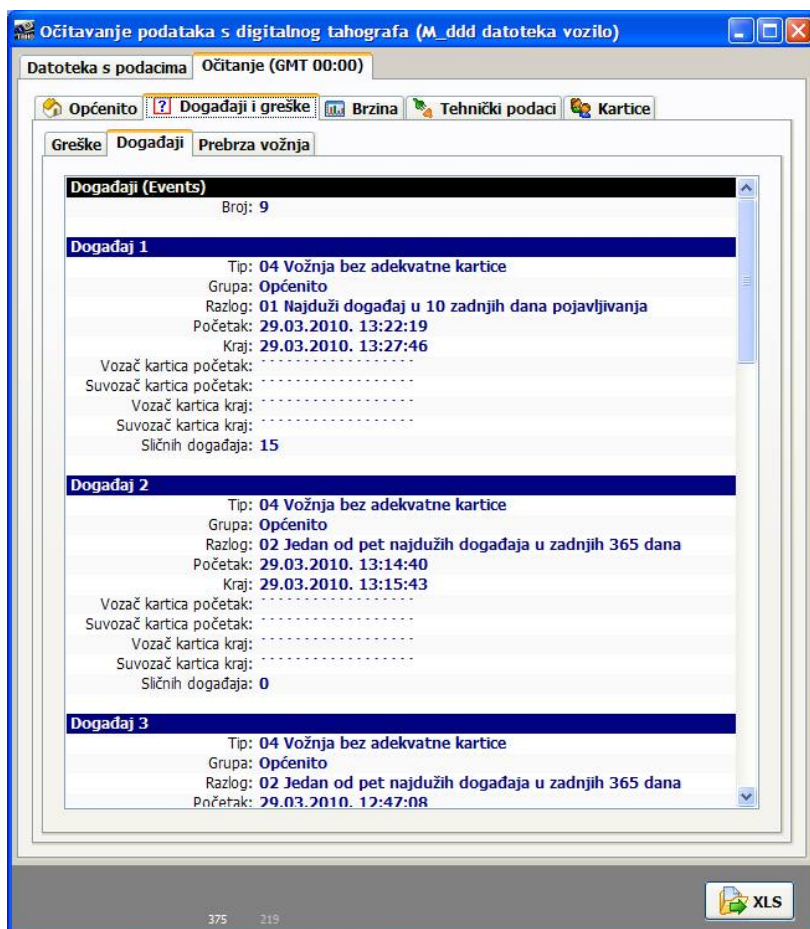 Očitavanje podataka s digitalnog tahografa (M_ddd datoteka vozilo)
Datoteka s podacima Očitanje (GMT 00:00)
Općenito Događaji i greške Brzina Tehnički podaci Kartice
Greške Događaji Prebrza vožnja
Događaji (Events)
Broj: 9
Događaj 1
Tip: 04 Vožnja bez adekvatne kartice
Grupa: Općenito
Razlog: 01 Najduži događaj u 10 zadnjih dana pojavljivanja
Početak: 29.03.2010. 13:22:19
Kraj: 29.03.2010. 13:27:46
Vozač kartica početak: - - - - - - - - - - - - - - - - - -
Suvozač kartica početak: - - - - - - - - - - - - - - - - - -
Vozač kartica kraj: - - - - - - - - - - - - - - - - - -
Suvozač kartica kraj: - - - - - - - - - - - - - - - - - -
Sličnih događaja: 15
Događaj 2
Tip: 04 Vožnja bez adekvatne kartice
Grupa: Općenito
Razlog: 02 Jedan od pet najdužih događaja u zadnjih 365 dana
Početak: 29.03.2010. 13:14:40
Kraj: 29.03.2010. 13:15:43
Vozač kartica početak: - - - - - - - - - - - - - - - - - -
Suvozač kartica početak: - - - - - - - - - - - - - - - - - -
Vozač kartica kraj: - - - - - - - - - - - - - - - - - -
Suvozač kartica kraj: - - - - - - - - - - - - - - - - - -
Sličnih događaja: 0
Događaj 3
Tip: 04 Vožnja bez adekvatne kartice
Grupa: Općenito
Razlog: 02 Jedan od pet najdužih događaja u zadnjih 365 dana
Početak: 29.03.2010. 12:47:08
XLS
375 219